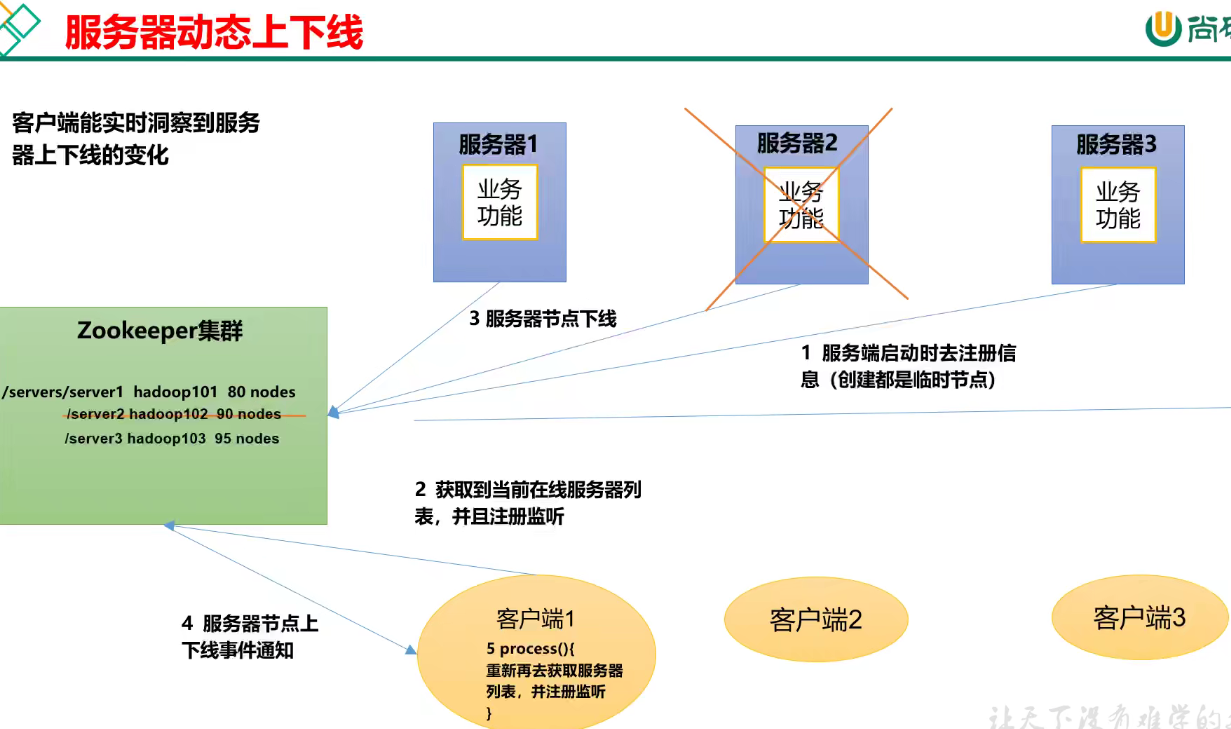 服务器动态上下线
尚
客户端能实时洞察到服务
器上下线的变化
服务器1
业务
功能
服务器2
业务
功能
服务器3
业务
功能
3 服务器节点下线
1 服务端启动时去注册信
息（创建都是临时节点）
Zookeeper集群
/servers/server1 hadoop101 80 nodes
/server2 hadoop102 90 nodes
/server3 hadoop103 95 nodes
2 获取到当前在线服务器列
表，并且注册监听
4 服务器节点上
下线事件通知
客户端1
5 process(){
重新再去获取服务器
列表，并注册监听
}
客户端2
客户端3
让天下没有难学的